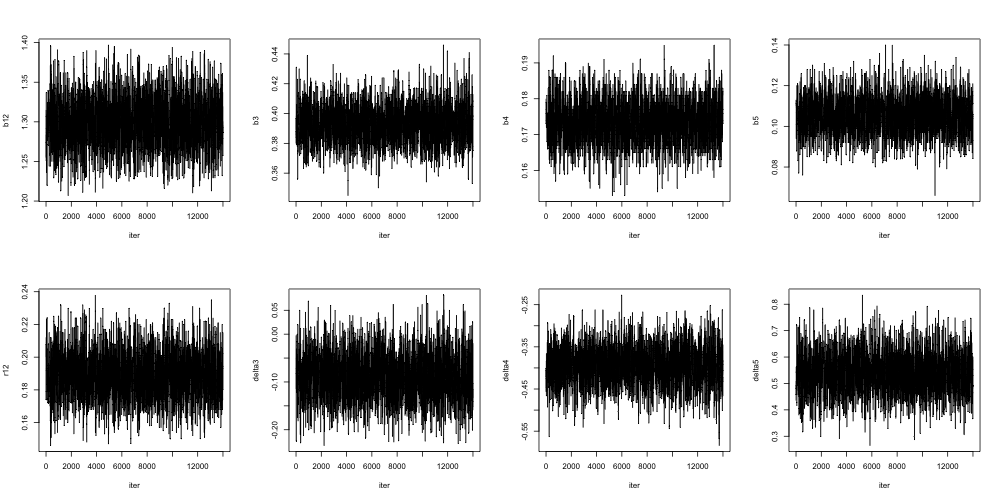 b12
1.20 1.25 1.30 1.35 1.40
0 2000 4000 6000 8000 12000
iter
b3
0.36 0.38 0.40 0.42 0.44
0 2000 4000 6000 8000 12000
iter
b4
0.16 0.17 0.18 0.19
0 2000 4000 6000 8000 12000
iter
b5
0.08 0.10 0.12 0.14
0 2000 4000 6000 8000 12000
iter
r12
0.16 0.18 0.20 0.22 0.24
0 2000 4000 6000 8000 12000
iter
delta3
-0.20 -0.10 0.00 0.05
0 2000 4000 6000 8000 12000
iter
delta4
-0.55 -0.45 -0.35 -0.25
0 2000 4000 6000 8000 12000
iter
delta5
0.3 0.4 0.5 0.6 0.7 0.8
0 2000 4000 6000 8000 12000
iter